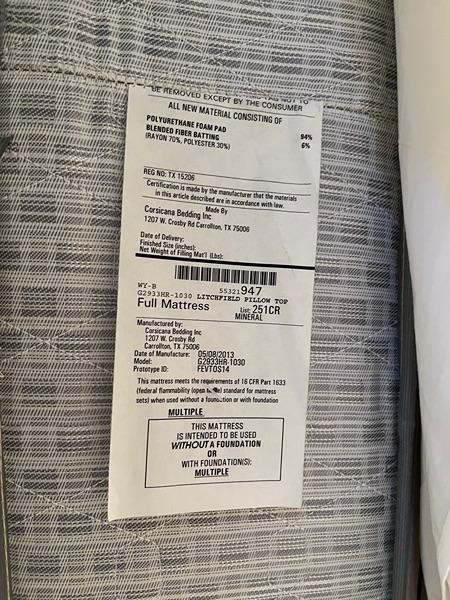 BE REMOVED EXCEPT BY THE CONSUMER
ALL NEW MATERIAL CONSISTING OF
POLYURETHANE FOAM PAD 94%
BLENDED FIBER BATTING 6%
(RAYON 70%, POLYESTER 30%)
REG NO: TX 15206
Certification is made by the manufacturer that the materials
in this article described are in accordance with law.
Made By
Corsicana Bedding Inc
1207 W. Crosby Rd Carrollton, TX 75006
Date of Delivery:
Finished Size (inches):
Net Weight of Filling Mat'l (Lbs):
55321947
WY-B
G2933HR-1030 LITCHFIELD PILLOW TOP
Full Mattress List: 251CR
MINERAL
Manufactured by:
Corsicana Bedding Inc
1207 W. Crosby Rd
Carrollton, TX 75006
Date of Manufacture: 05/08/2013
Model: G2933HR-1030
Prototype ID: FEVTOS14
This mattress meets the requirements of 16 CFR Part 1633
(federal flammability (open standard for mattress
sets) when used without a foundation or with foundation
MULTIPLE
THIS MATTRESS
IS INTENDED TO BE USED
WITHOUT A FOUNDATION
OR
WITH FOUNDATION(S):
MULTIPLE